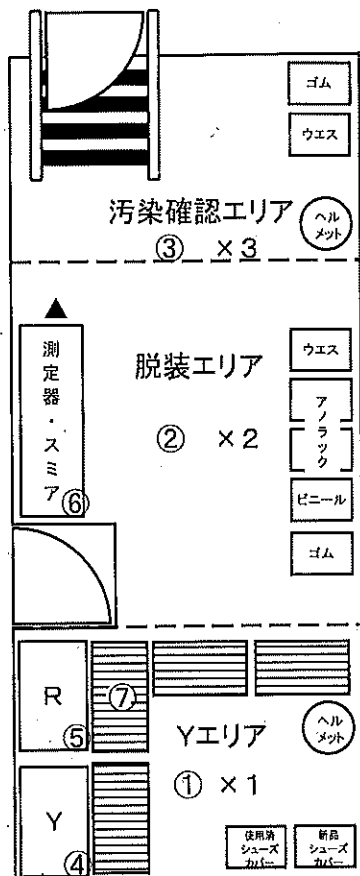 ゴム
ウエス
汚染確認エリア
ヘル
メット
③ ×3
▲
測定器・スミア
⑥
脱装エリア
② ×2
ウエス
アノラック
ビニール
ゴム
R
⑤
⑦
Yエリア
ヘル
メット
① ×1
Y
④
使用済
シューズ
カバー
新品
シューズ
カバー